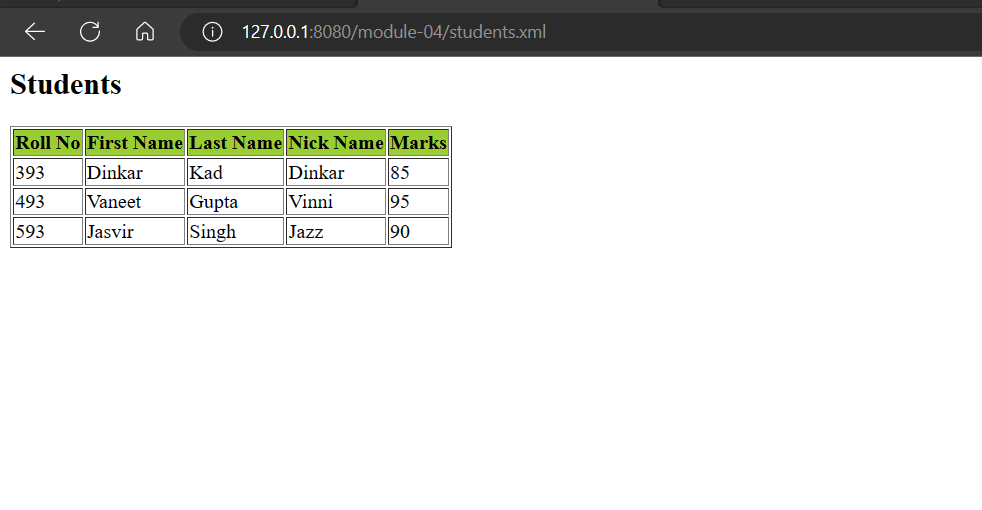 127.0.0.1:8080/module-04/students.xml
Students
Roll No First Name Last Name Nick Name Marks
393 Dinkar Kad Dinkar 85
493 Vaneet Gupta Vinni 95
593 Jasvir Singh Jazz 90